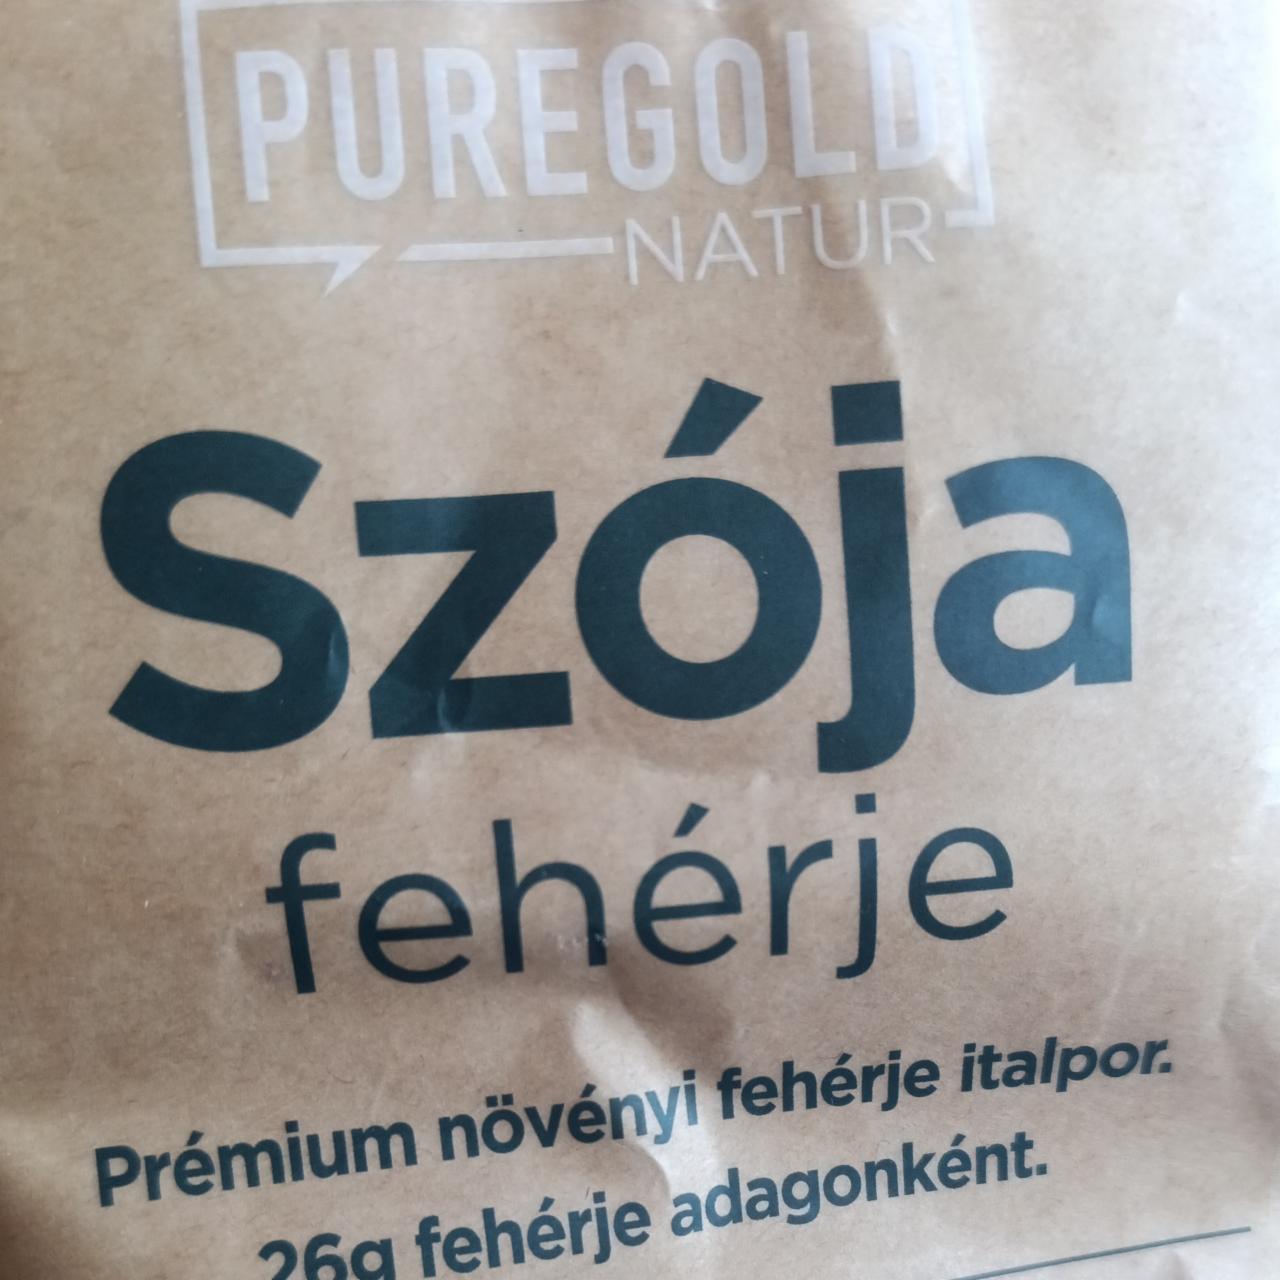 PUREGOLD
NATUR
Szója
fehérje
Prémium növényi fehérje italpor.
26g fehérje adagonként.